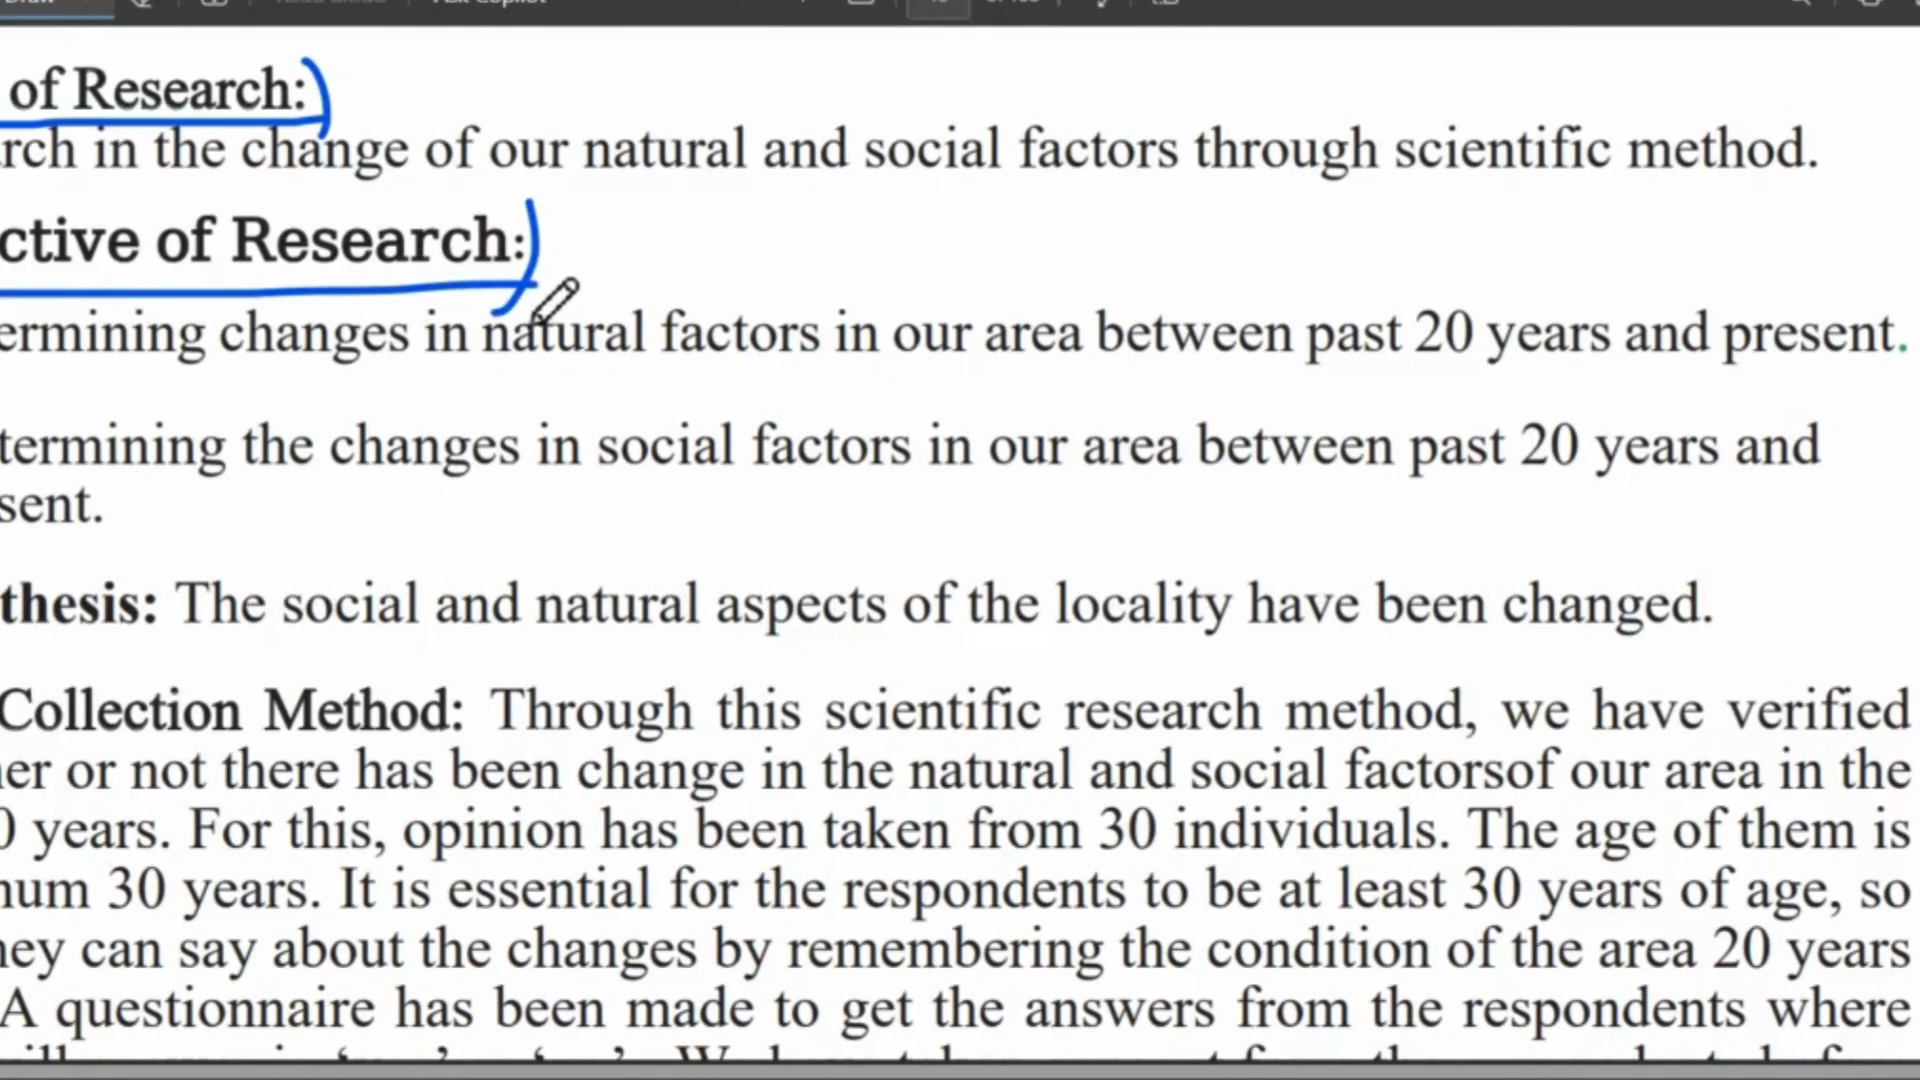 of Research:
rch in the change of our natural and social factors through scientific method.
ctive of Research:
ermining changes in natural factors in our area between past 20 years and present.
termining the changes in social factors in our area between past 20 years and
sent.
thesis: The social and natural aspects of the locality have been changed.
Collection Method: Through this scientific research method, we have verified
er or not there has been change in the natural and social factorsof our area in the
0 years. For this, opinion has been taken from 30 individuals. The age of them is
num 30 years. It is essential for the respondents to be at least 30 years of age, so
ey can say about the changes by remembering the condition of the area 20 years
A questionnaire has been made to get the answers from the respondents where